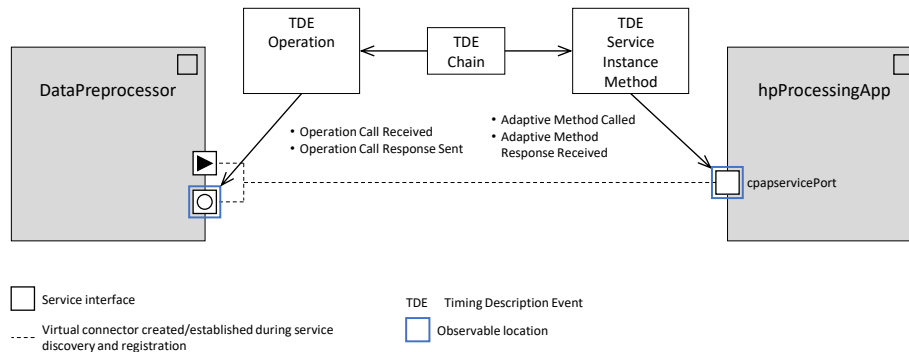 TDE
Operation
TDE
Chain
TDE
Service
Instance
Method
DataPreprocessor
hpProcessingApp
• Operation Call Received
• Operation Call Response Sent
• Adaptive Method Called
• Adaptive Method
Response Received
cpapservicePort
Service interface
Virtual connector created/established during service
discovery and registration
TDE Timing Description Event
Observable location